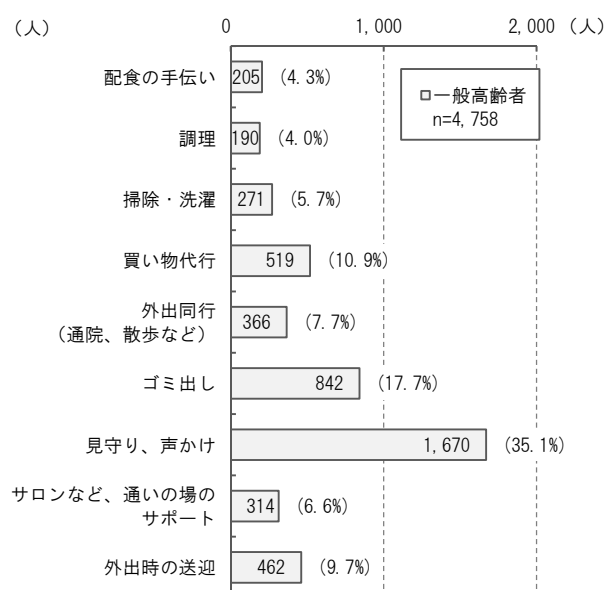 （人）
0 1,000 2,000 （人）
□一般高齢者
n=4,758
配食の手伝い 205 （4.3%）
調理 190 （4.0%）
掃除・洗濯 271 （5.7%）
買い物代行 519 （10.9%）
外出同行
（通院、散歩など） 366 （7.7%）
ゴミ出し 842 （17.7%）
見守り、声かけ 1,670 （35.1%）
サロンなど、通いの場の
サポート 314 （6.6%）
外出時の送迎 462 （9.7%）